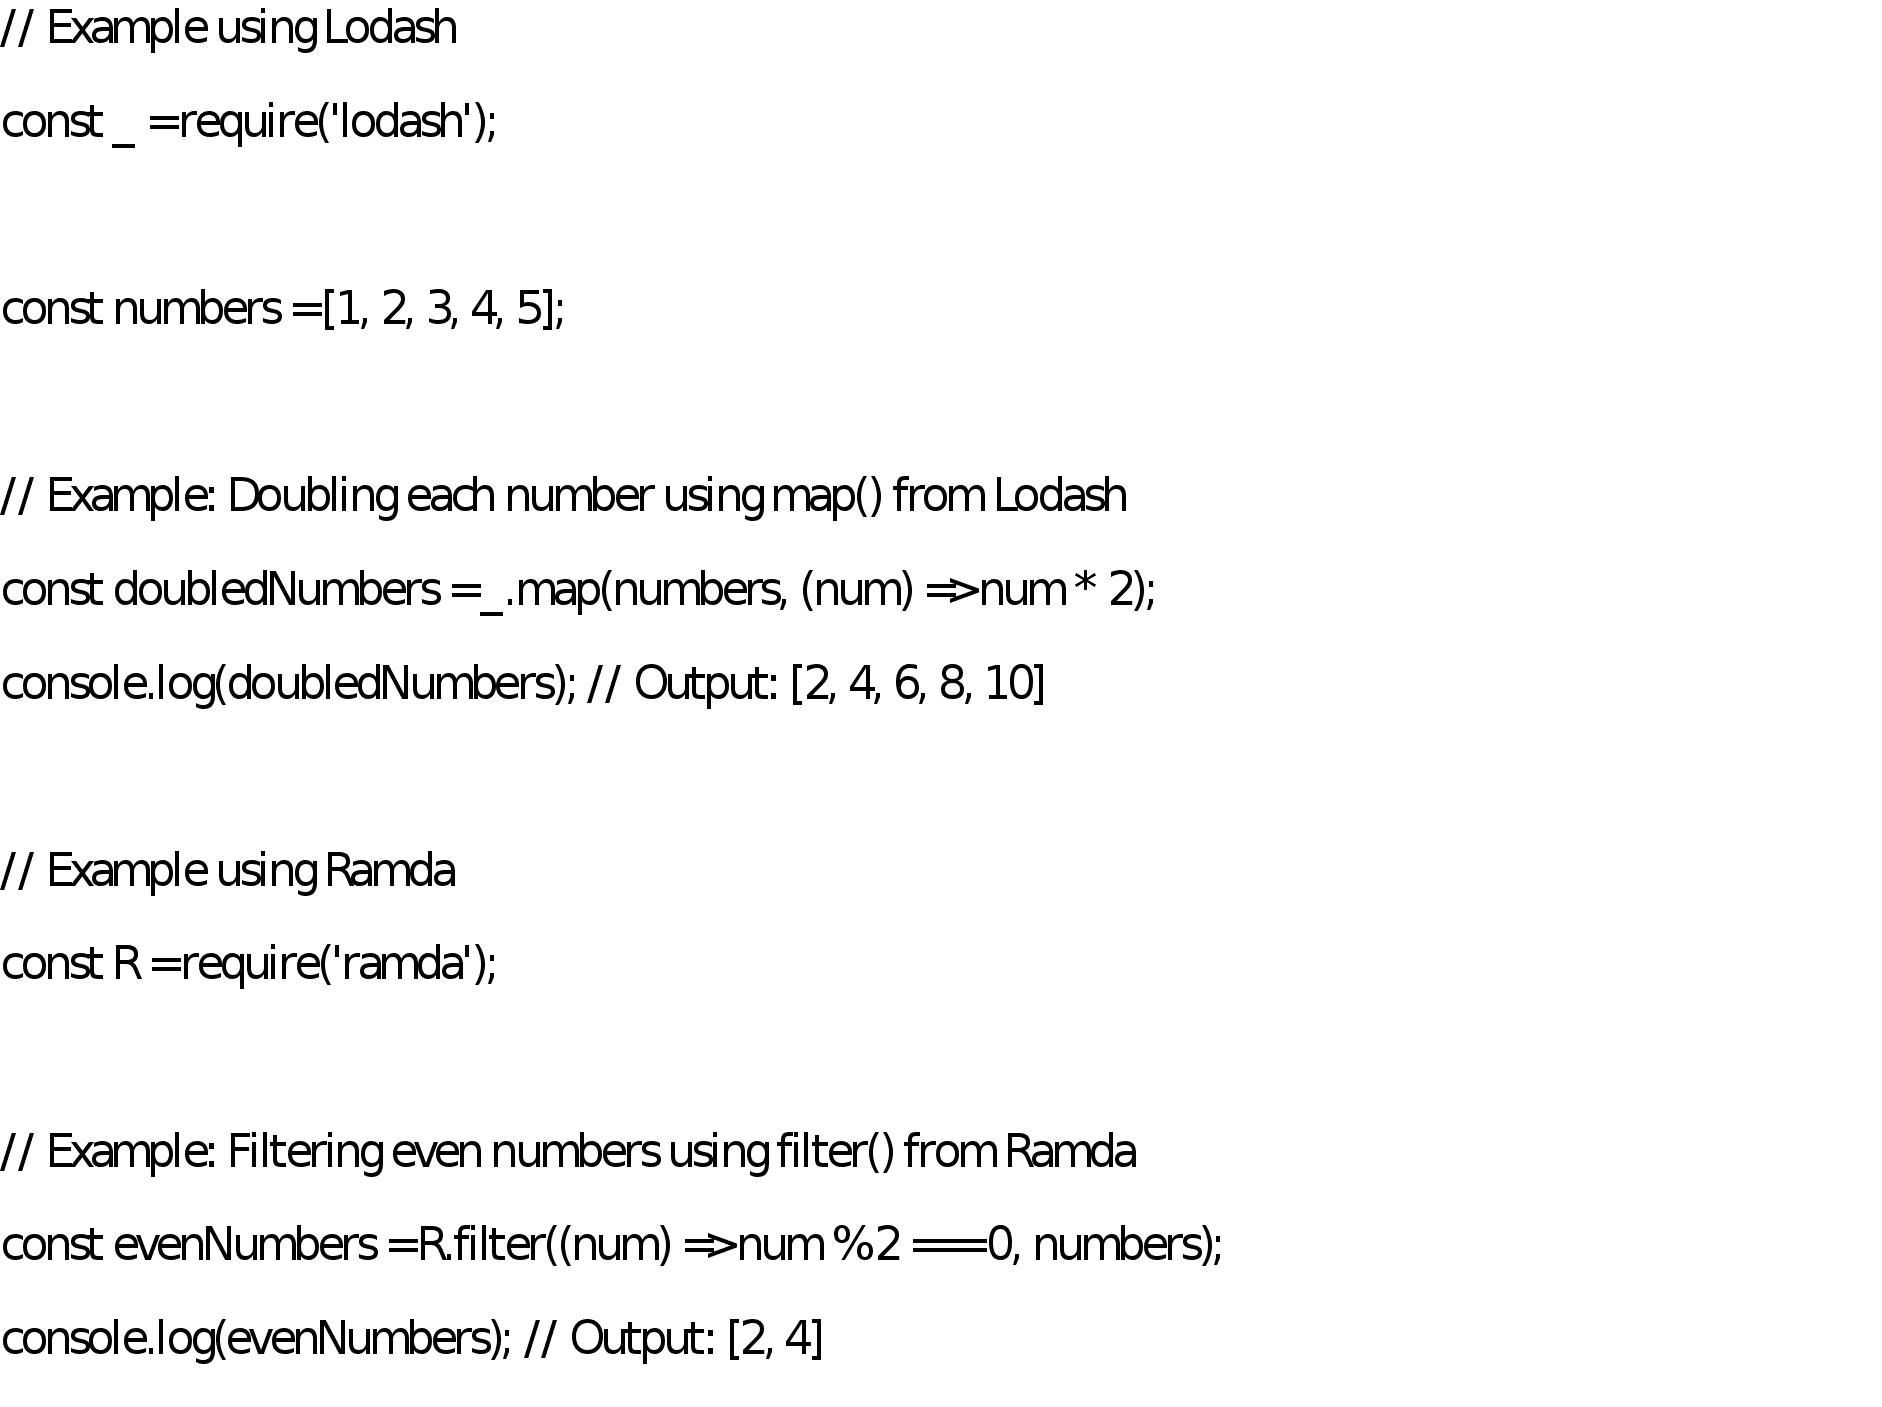 // Example using Lodash
const _ = require('lodash');
const numbers = [1, 2, 3, 4, 5];
// Example: Doubling each number using map() from Lodash
const doubledNumbers = _.map(numbers, (num) => num * 2);
console.log(doubledNumbers); // Output: [2, 4, 6, 8, 10]
// Example using Ramda
const R = require('ramda');
// Example: Filtering even numbers using filter() from Ramda
const evenNumbers = R.filter((num) => num % 2 === 0, numbers);
console.log(evenNumbers); // Output: [2, 4]